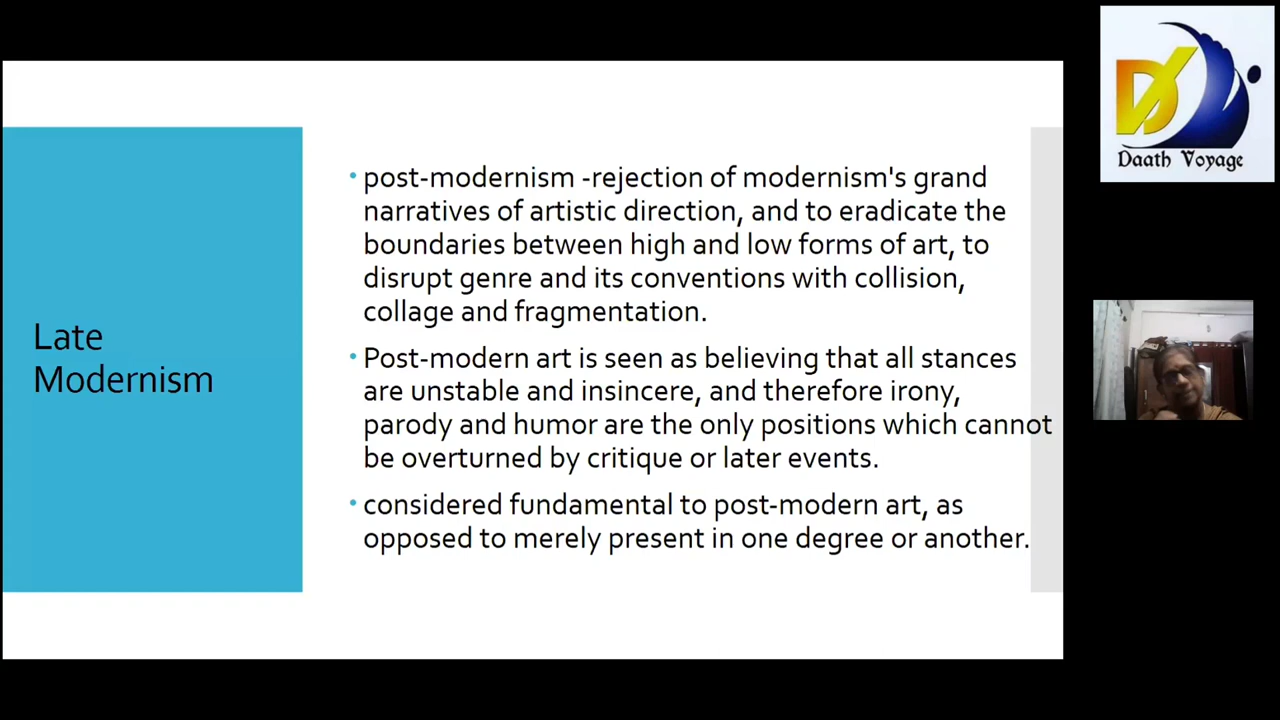 Late
Modernism
• post-modernism -rejection of modernism's grand
narratives of artistic direction, and to eradicate the
boundaries between high and low forms of art, to
disrupt genre and its conventions with collision,
collage and fragmentation.
• Post-modern art is seen as believing that all stances
are unstable and insincere, and therefore irony,
parody and humor are the only positions which cannot
be overturned by critique or later events.
• considered fundamental to post-modern art, as
opposed to merely present in one degree or another.
Daath Voyage